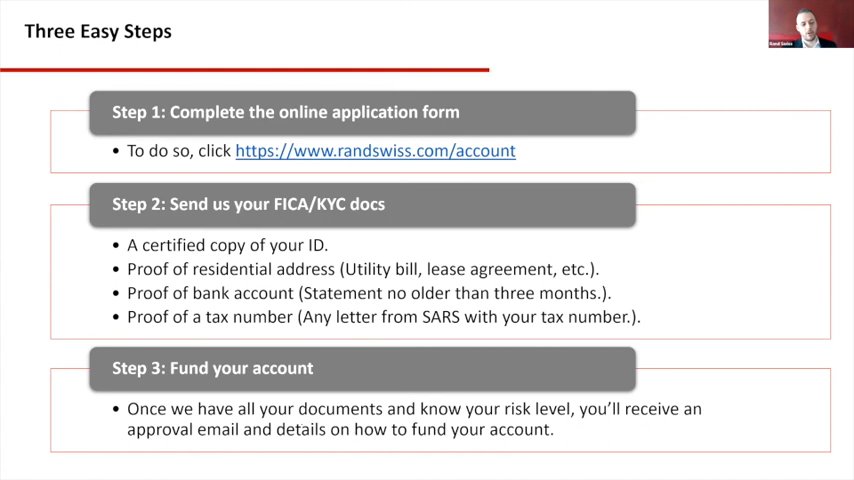 Three Easy Steps
Rand Swiss
Step 1: Complete the online application form
• To do so, click https://www.randswiss.com/account
Step 2: Send us your FICA/KYC docs
• A certified copy of your ID.
• Proof of residential address (Utility bill, lease agreement, etc.).
• Proof of bank account (Statement no older than three months.).
• Proof of a tax number (Any letter from SARS with your tax number.).
Step 3: Fund your account
• Once we have all your documents and know your risk level, you’ll receive an
approval email and details on how to fund your account.